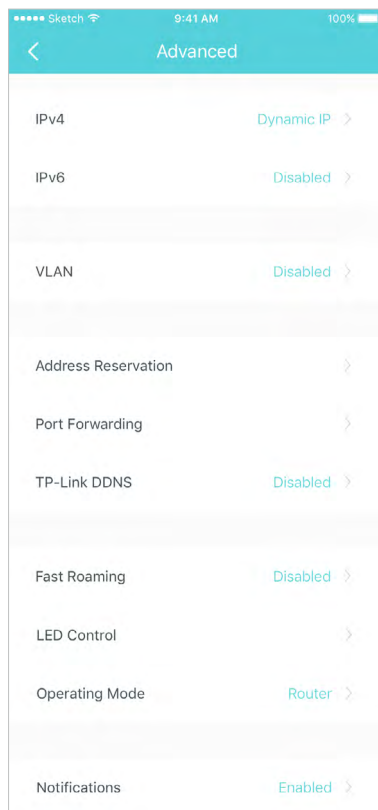 Sketch 9:41 AM 100%
Advanced
IPv4 Dynamic IP
IPv6 Disabled
VLAN Disabled
Address Reservation
Port Forwarding
TP-Link DDNS Disabled
Fast Roaming Disabled
LED Control
Operating Mode Router
Notifications Enabled